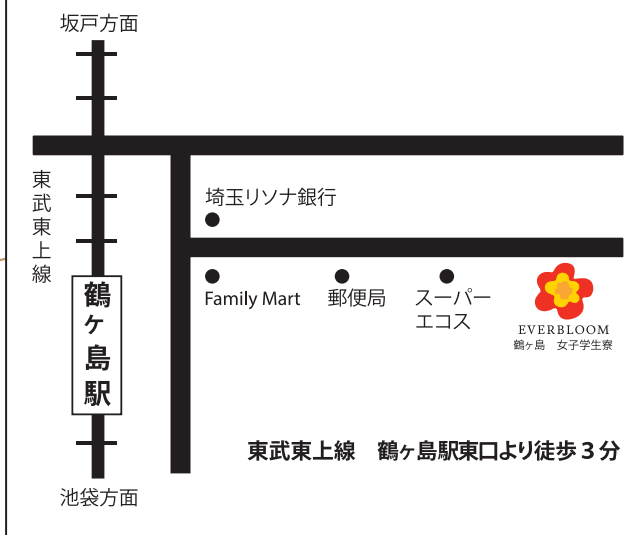 坂戸方面
東武東上線
埼玉リソナ銀行
鶴ヶ島駅
Family Mart
郵便局
スーパー
エコス
EVERBLOOM
鶴ヶ島　女子学生寮
東武東上線　鶴ヶ島駅東口より徒歩３分
池袋方面